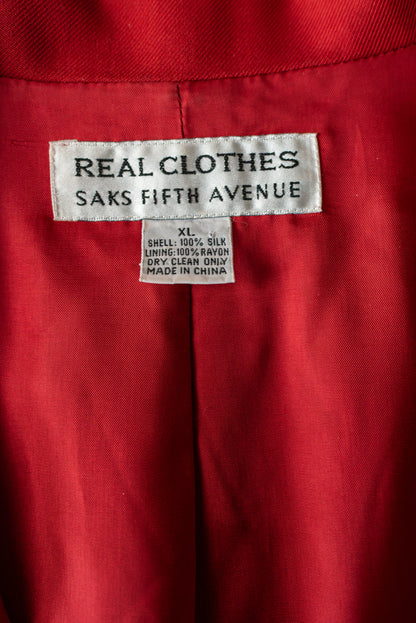 REAL CLOTHES
SAKS FIFTH AVENUE
XL
SHELL: 100% SILK
LINING: 100% RAYON
DRY CLEAN ONLY
MADE IN CHINA